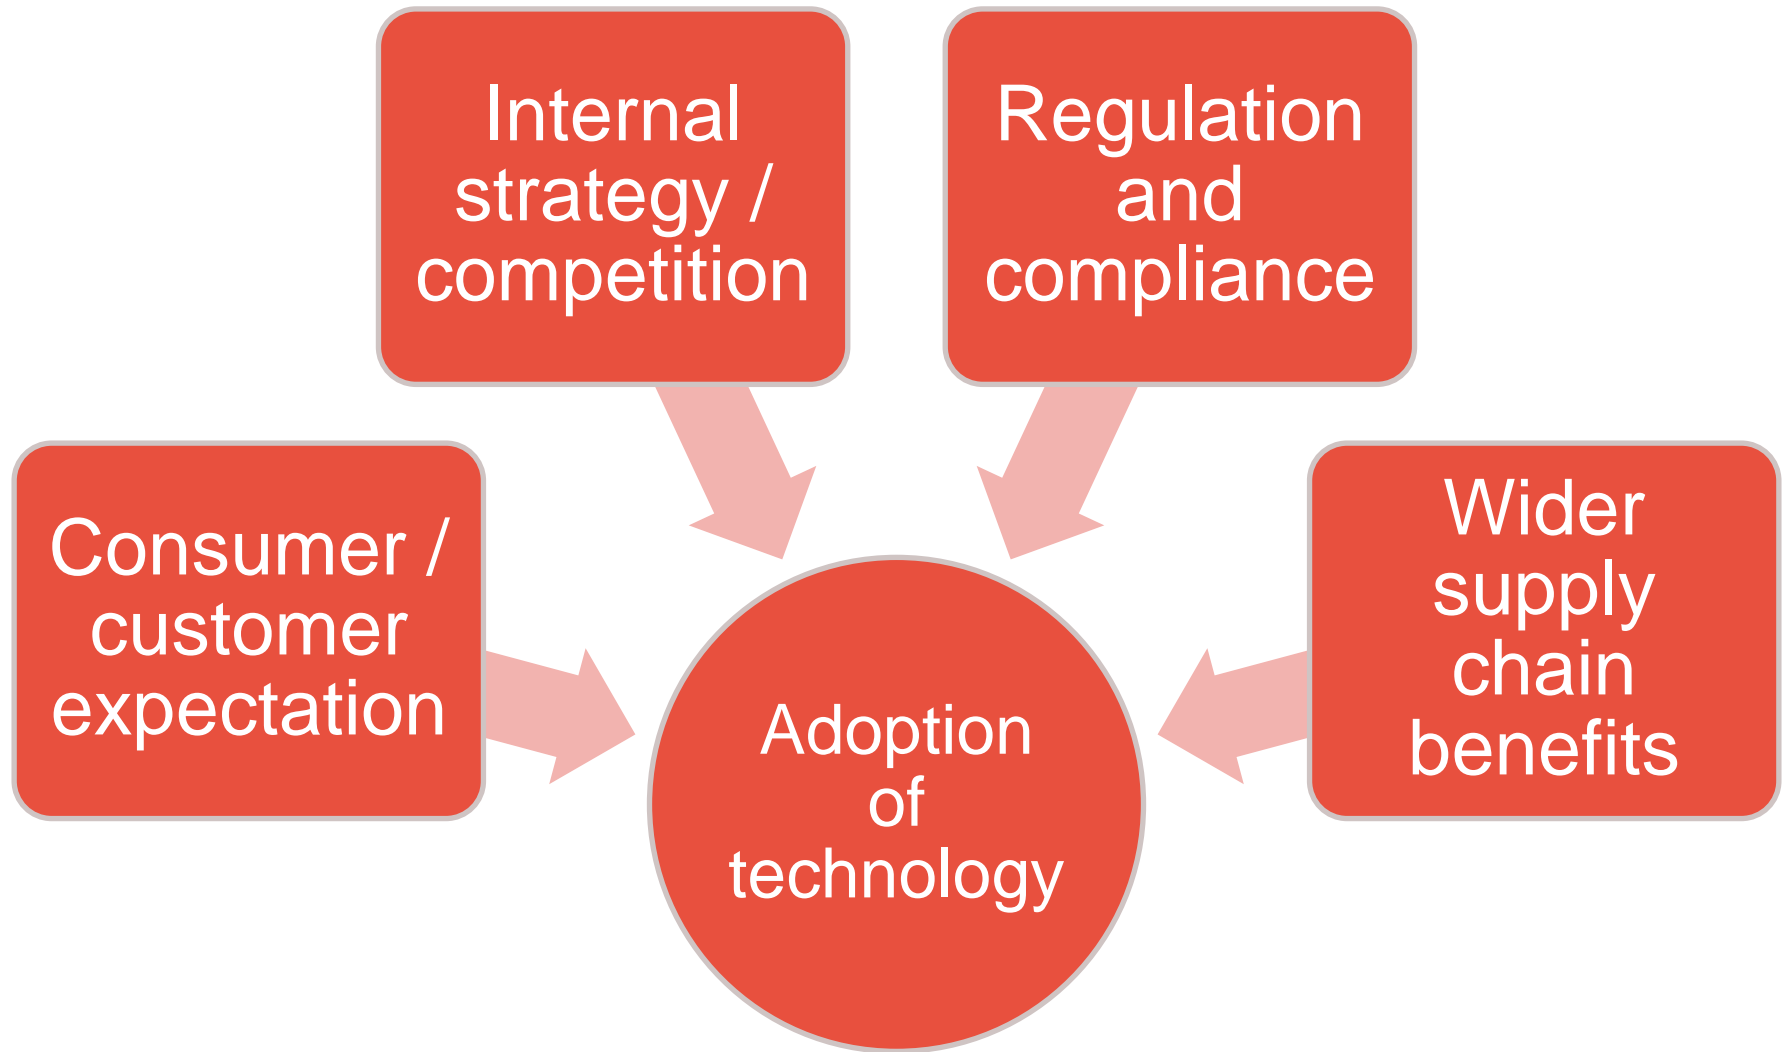 Internal
strategy /
competition
Regulation
and
compliance
Consumer /
customer
expectation
Wider
supply
chain
benefits
Adoption
of
technology